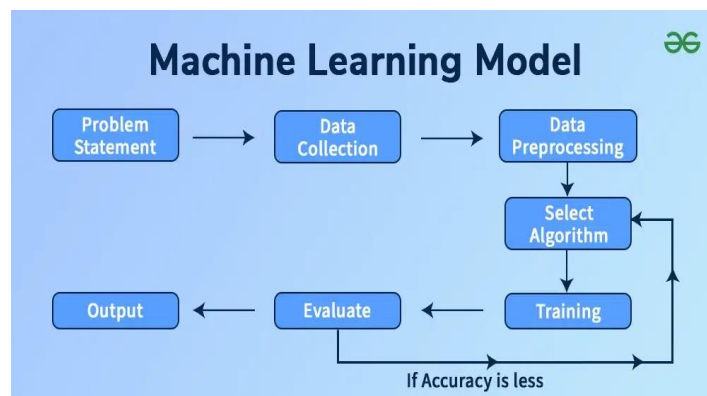 Machine Learning Model
Problem
Statement
Data
Collection
Data
Preprocessing
Select
Algorithm
Output
Evaluate
Training
If Accuracy is less